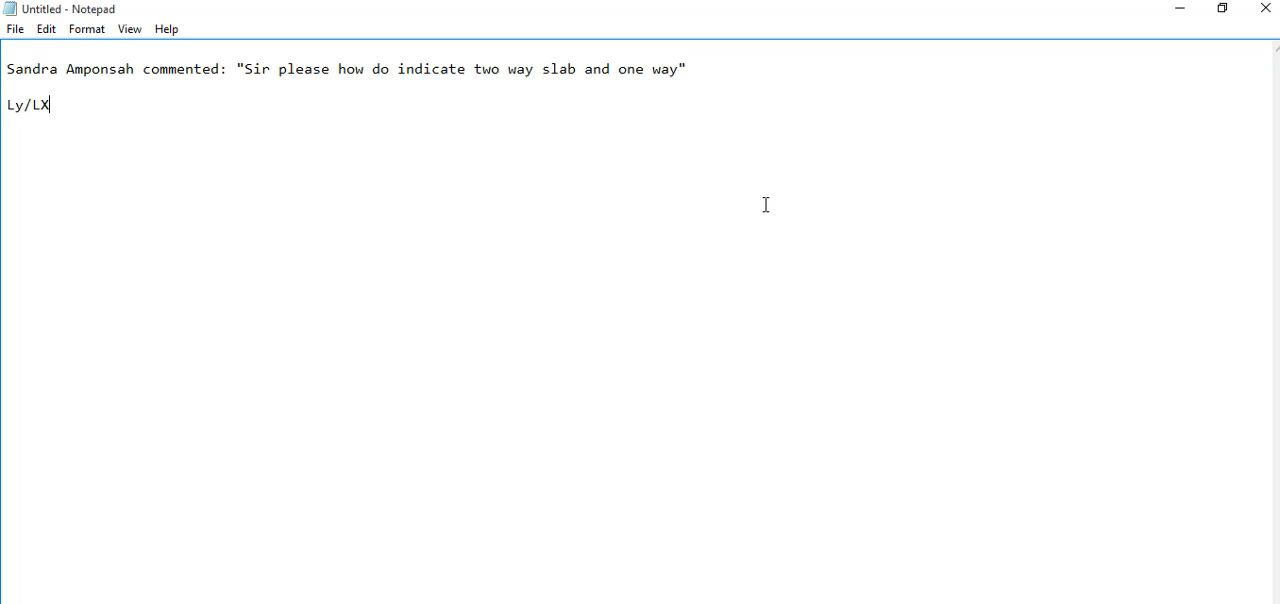 Untitled - Notepad
File Edit Format View Help
Sandra Amponsah commented: "Sir please how do indicate two way slab and one way"
Ly/LX